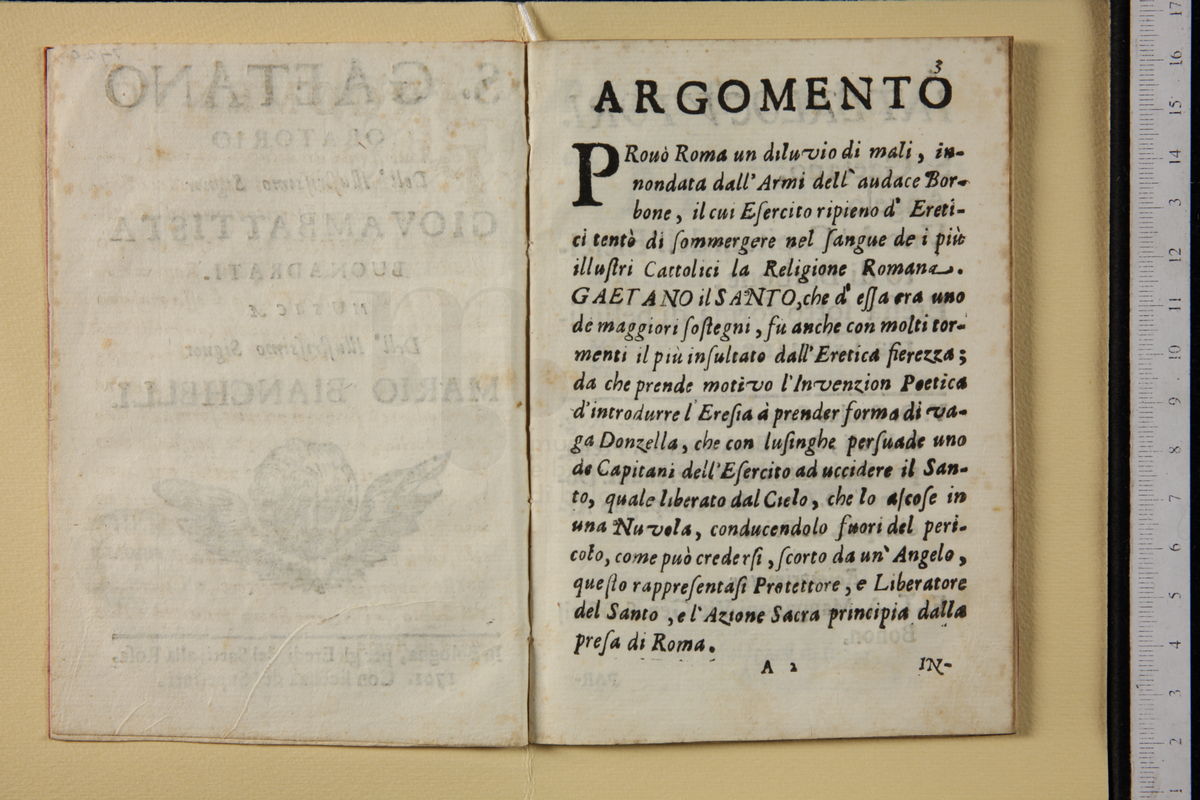 3
ARGOMENTO
PRouò Roma un diluvio di mali, in-
nondata dall'Armi dell'audace Bor-
bone, il cui Eſercito ripieno d'Ereti-
ci tentò di ſommergere nel ſangue de i più
illuſtri Cattolici la Religione Romana.
GAETANO il SANTO, che d'eſſa era uno
de maggiori ſoſtegni, fù anche con molti tor-
menti il più inſultato dall'Eretica fierezza;
da che prende motivo l'Invenzion Poetica
d'introdurre l'Ereſia à prender forma di va-
ga Donzella, che con luſinghe perſuade uno
de Capitani dell'Eſercito ad uccidere il San-
to, quale liberato dal Cielo, che lo aſcoſe in
una Nuvola, conducendolo fuori del peri-
colo, come può crederſi, ſcorto da un'Angelo,
queſto rappreſentaſi Protettore, e Liberatore
del Santo, e l'Azione Sacra principia dalla
preſa di Roma.
A 2 IN-